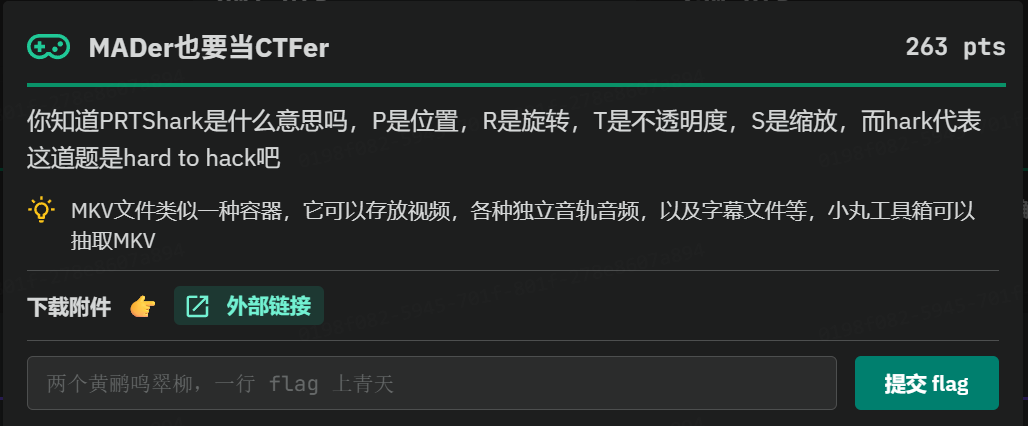 MADer也要当CTFer
263 pts
你知道PRTShark是什么意思吗，P是位置，R是旋转，T是不透明度，S是缩放，而hark代表
这道题是hard to hack吧
MKV文件类似一种容器，它可以存放视频，各种独立音轨音频，以及字幕文件等，小丸工具箱可以
抽取MKV
下载附件 👉 外部链接
两个黄鹂鸣翠柳，一行 flag 上青天
提交 flag